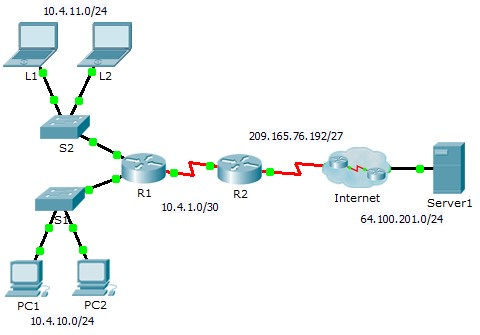 10.4.11.0/24
L1
L2
S2
209.165.76.192/27
R1
R2
Internet
Server1
10.4.1.0/30
64.100.201.0/24
S1
PC1
PC2
10.4.10.0/24